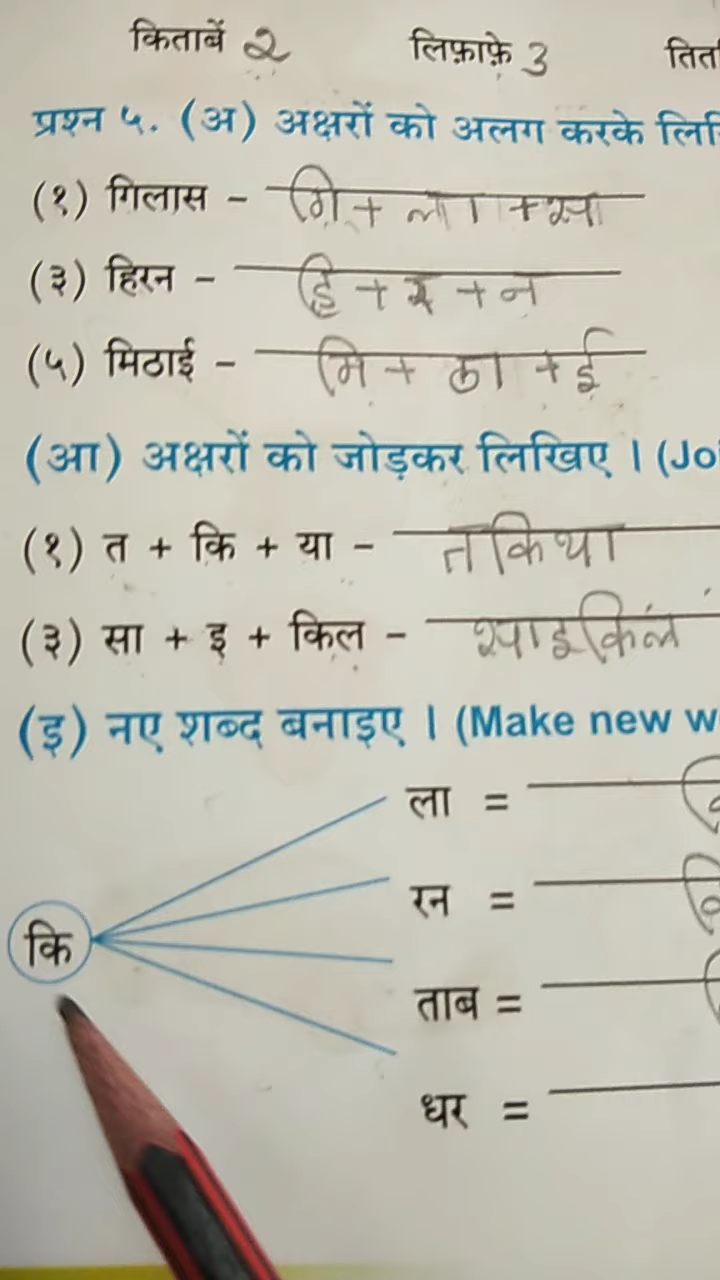 किताबें २ लिफ़ाफ़े 3
प्रश्न ५. (अ) अक्षरों को अलग करके
(१) गिलास - गि + ला + स
(३) हिरन - हि + र + न
(५) मिठाई - मि + ठा + ई
(आ) अक्षरों को जोड़कर लिखिए । (Jo
(१) त + कि + या - तकिया
(३) सा + इ + किल - साइकिल
(इ) नए शब्द बनाइए । (Make new w
ला =
रन =
कि
ताब =
धर =